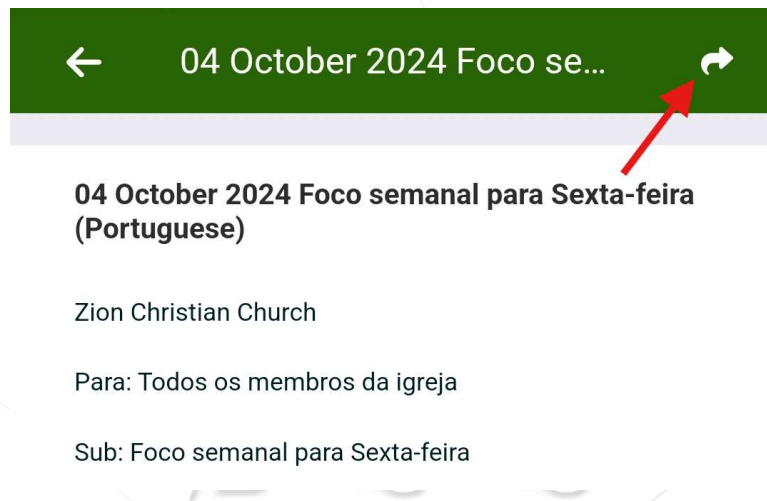 04 October 2024 Foco se...
04 October 2024 Foco semanal para Sexta-feira
(Portuguese)
Zion Christian Church
Para: Todos os membros da igreja
Sub: Foco semanal para Sexta-feira